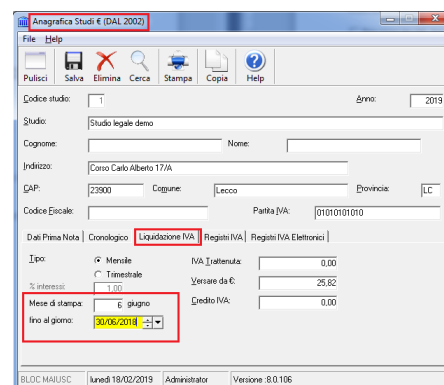 Anagrafica Studi € (DAL 2002)
File Help
Pulisci Salva Elimina Cerca Stampa Copia Help
Codice studio: 1 Anno: 2019
Studio: Studio legale demo
Cognome: Nome:
Indirizzo: Corso Carlo Alberto 17/A
CAP: 23900 Comune: Lecco Provincia: LC
Codice Fiscale: Partita IVA: 01010101010
Dati Prima Nota Cronologico Liquidazione IVA Registri IVA Registri IVA Elettronici
Tipo: Mensile IVA Trattenuta: 0,00
Trimestrale
% interessi: 1,00 Versare da €: 25,82
Mese di stampa: 6 giugno Credito IVA: 0,00
fino al giorno: 30/06/2018
BLOC MAIUSC lunedì 18/02/2019 Administrator Versione :8.0.106